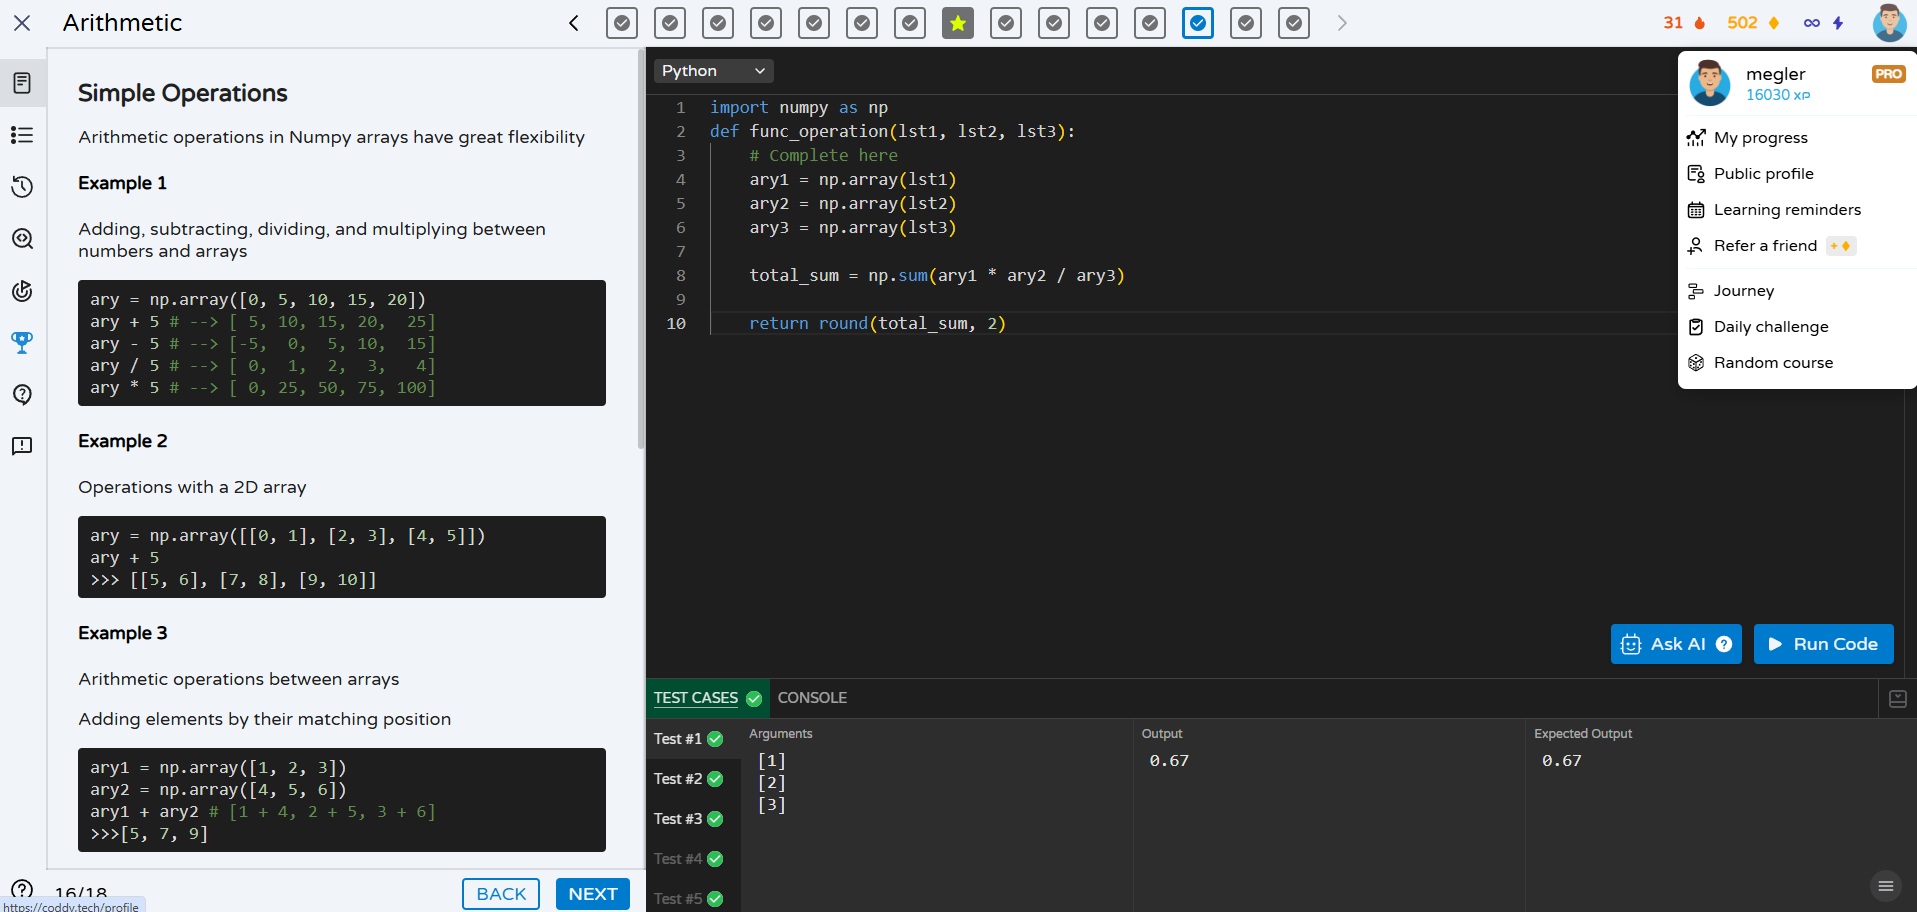 Arithmetic
31
502
∞
Simple Operations
Arithmetic operations in Numpy arrays have great flexibility
Example 1
Adding, subtracting, dividing, and multiplying between
numbers and arrays
ary = np.array([0, 5, 10, 15, 20])
ary + 5 # --> [ 5, 10, 15, 20,  25]
ary - 5 # --> [-5,  0,  5, 10,  15]
ary / 5 # --> [ 0,  1,  2,  3,   4]
ary * 5 # --> [ 0, 25, 50, 75, 100]
Example 2
Operations with a 2D array
ary = np.array([[0, 1], [2, 3], [4, 5]])
ary + 5
>>> [[5, 6], [7, 8], [9, 10]]
Example 3
Arithmetic operations between arrays
Adding elements by their matching position
ary1 = np.array([1, 2, 3])
ary2 = np.array([4, 5, 6])
ary1 + ary2 # [1 + 4, 2 + 5, 3 + 6]
>>>[5, 7, 9]
16/18
BACK
NEXT
https://coddy.tech/profile
Python
1 import numpy as np
2 def func_operation(lst1, lst2, lst3):
3     # Complete here
4     ary1 = np.array(lst1)
5     ary2 = np.array(lst2)
6     ary3 = np.array(lst3)
7
8     total_sum = np.sum(ary1 * ary2 / ary3)
9
10     return round(total_sum, 2)
megler
PRO
16030 XP
My progress
Public profile
Learning reminders
Refer a friend +
Journey
Daily challenge
Random course
Ask AI ?
Run Code
TEST CASES
CONSOLE
Test #1
Test #2
Test #3
Test #4
Test #5
Arguments
[1]
[2]
[3]
Output
0.67
Expected Output
0.67